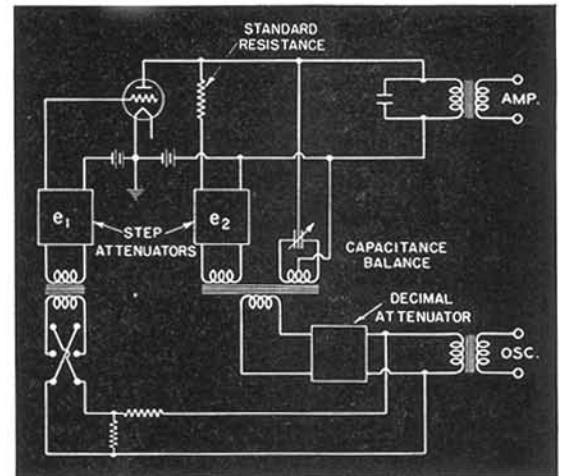 STANDARD
RESISTANCE
AMP.
e1
STEP
ATTENUATORS
e2
CAPACITANCE
BALANCE
DECIMAL
ATTENUATOR
OSC.